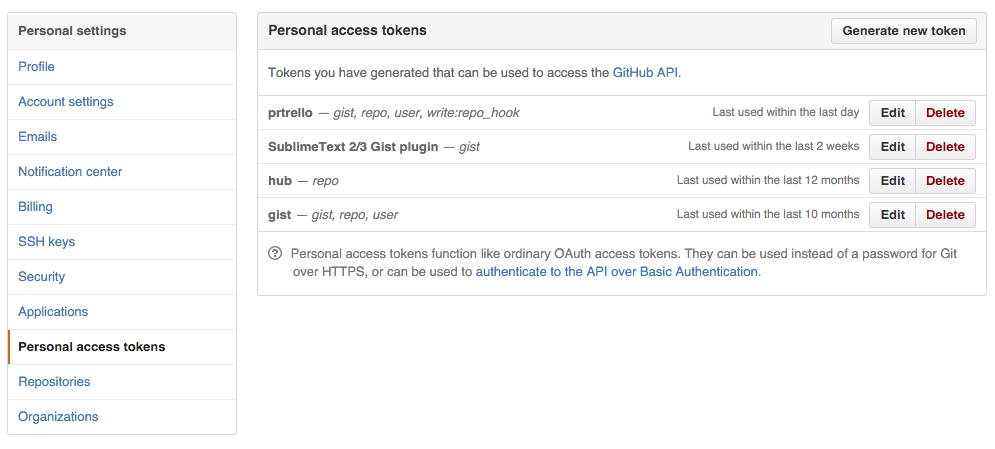 Personal settings
Profile
Account settings
Emails
Notification center
Billing
SSH keys
Security
Applications
Personal access tokens
Repositories
Organizations
Personal access tokens Generate new token
Tokens you have generated that can be used to access the GitHub API.
prtrello — gist, repo, user, write:repo_hook Last used within the last day Edit Delete
SublimeText 2/3 Gist plugin — gist Last used within the last 2 weeks Edit Delete
hub — repo Last used within the last 12 months Edit Delete
gist — gist, repo, user Last used within the last 10 months Edit Delete
? Personal access tokens function like ordinary OAuth access tokens. They can be used instead of a password for Git
over HTTPS, or can be used to authenticate to the API over Basic Authentication.